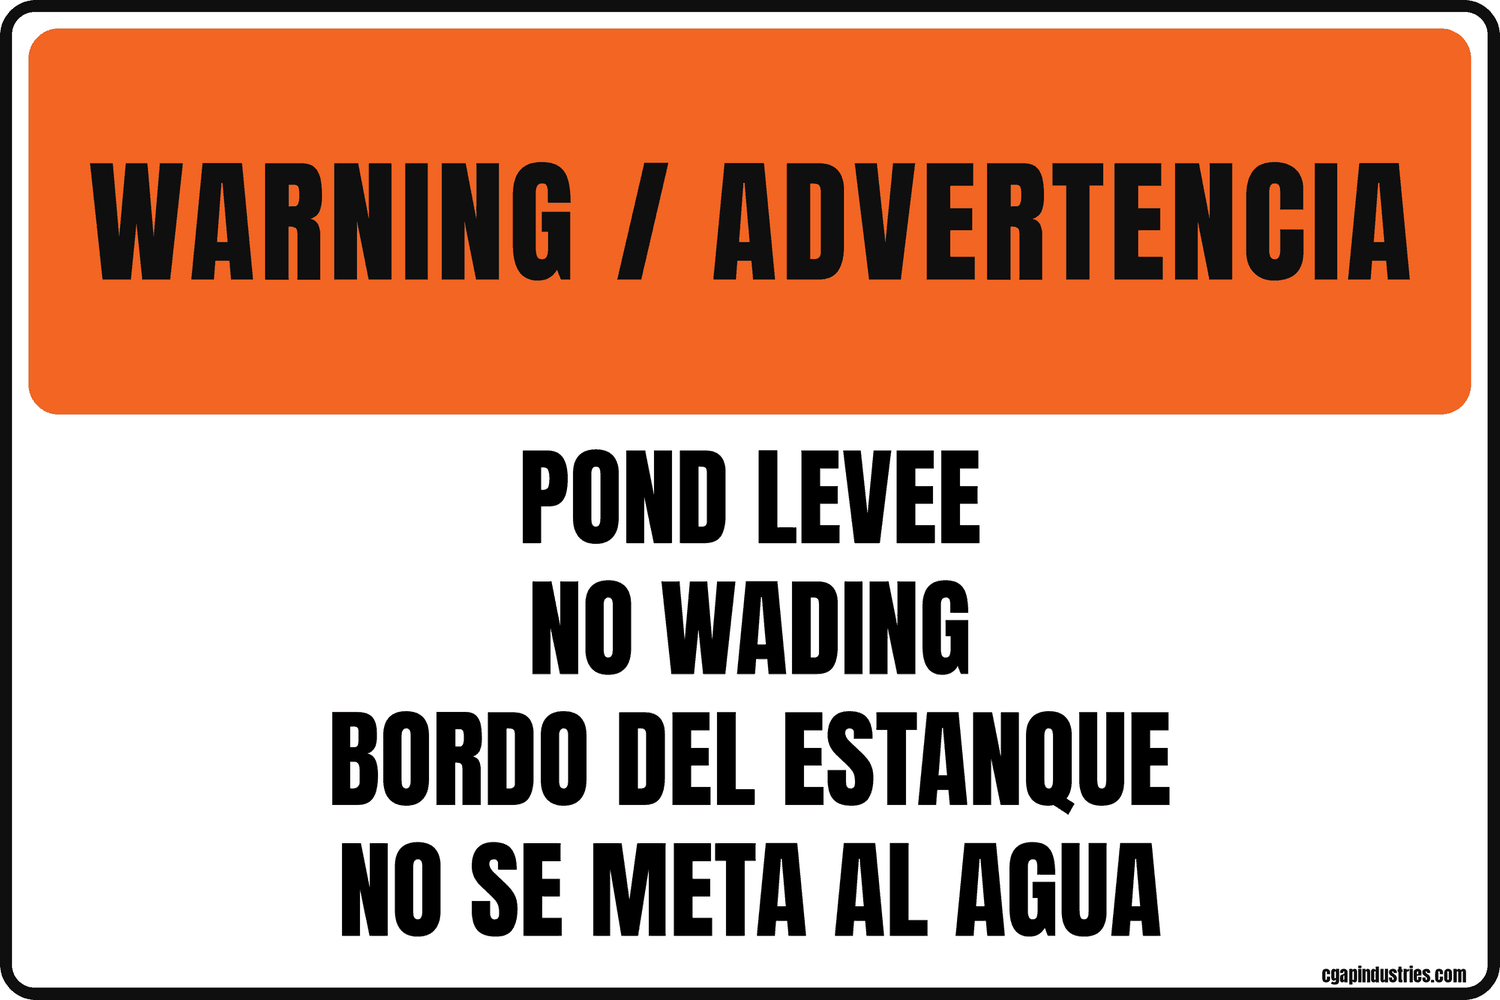 WARNING / ADVERTENCIA
POND LEVEE
NO WADING
BORDO DEL ESTANQUE
NO SE META AL AGUA
cgapindustries.com